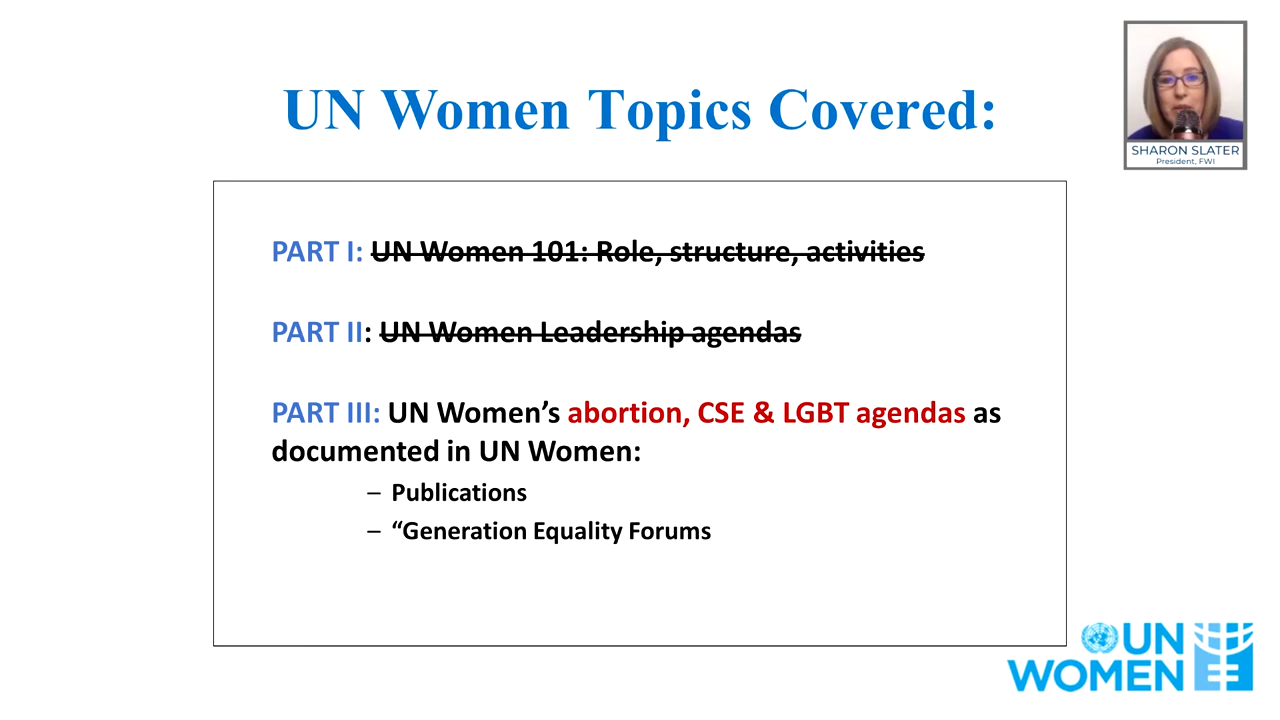 UN Women Topics Covered:
SHARON SLATER
President, FWI
PART I: UN Women 101: Role, structure, activities
PART II: UN Women Leadership agendas
PART III: UN Women’s abortion, CSE & LGBT agendas as
documented in UN Women:
– Publications
– “Generation Equality Forums
UN
WOMEN